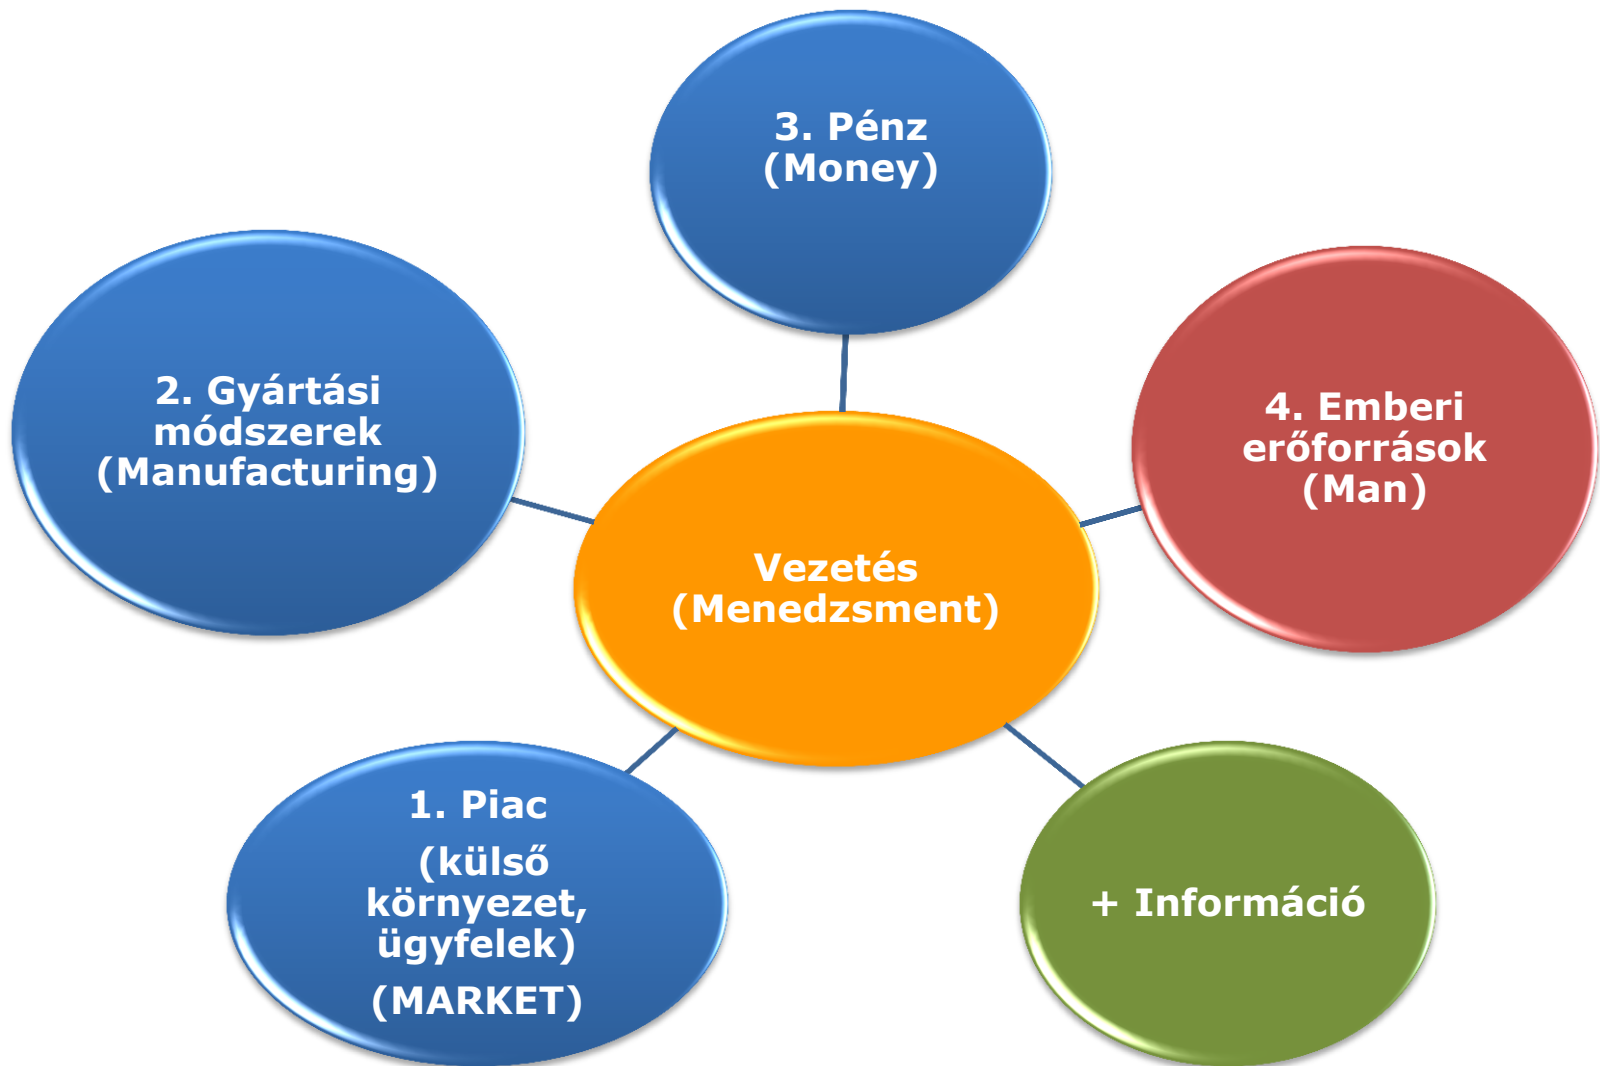 3. Pénz
(Money)
2. Gyártási
módszerek
(Manufacturing)
4. Emberi
erőforrások
(Man)
Vezetés
(Menedzsment)
1. Piac
(külső
környezet,
ügyfelek)
(MARKET)
+ Információ